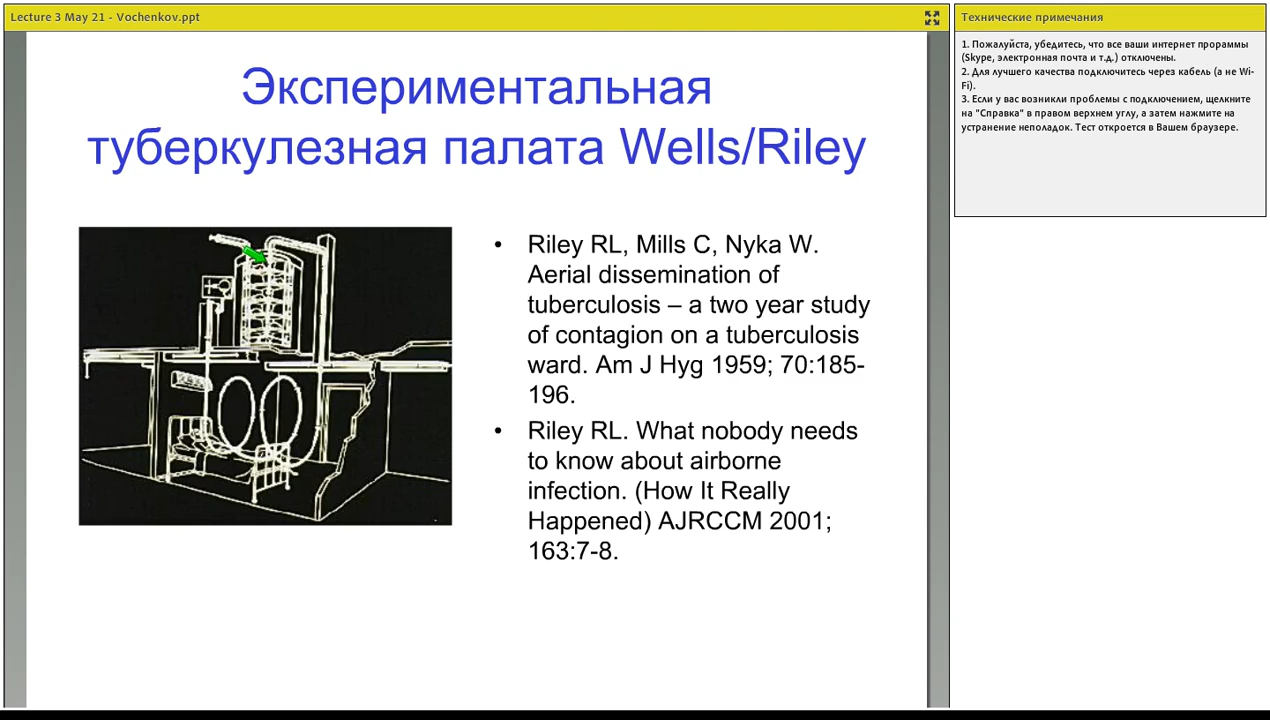 Lecture 3 May 21 - Vochenkov.ppt
Экспериментальная
туберкулезная палата Wells/Riley
• Riley RL, Mills C, Nyka W.
Aerial dissemination of
tuberculosis – a two year study
of contagion on a tuberculosis
ward. Am J Hyg 1959; 70:185-
196.
• Riley RL. What nobody needs
to know about airborne
infection. (How It Really
Happened) AJRCCM 2001;
163:7-8.
Технические примечания
1. Пожалуйста, убедитесь, что все ваши интернет прораммы
(Skype, электронная почта и т.д.) отключены.
2. Для лучшего качества подключитесь через кабель (а не Wi-
Fi).
3. Если у вас возникли проблемы с подключением, щелкните
на "Справка" в правом верхнем углу, а затем нажмите на
устранение неполадок. Тест откроется в Вашем браузере.